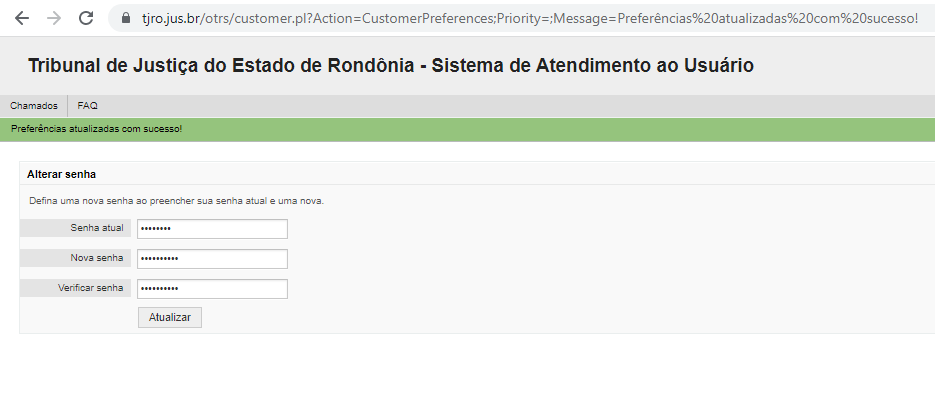 tjro.jus.br/otrs/customer.pl?Action=CustomerPreferences;Priority=;Message=Preferências%20atualizadas%20com%20sucesso!
Tribunal de Justiça do Estado de Rondônia - Sistema de Atendimento ao Usuário
Chamados FAQ
Preferências atualizadas com sucesso!
Alterar senha
Defina uma nova senha ao preencher sua senha atual e uma nova.
Senha atual ••••••••
Nova senha ••••••••••
Verificar senha ••••••••••
Atualizar